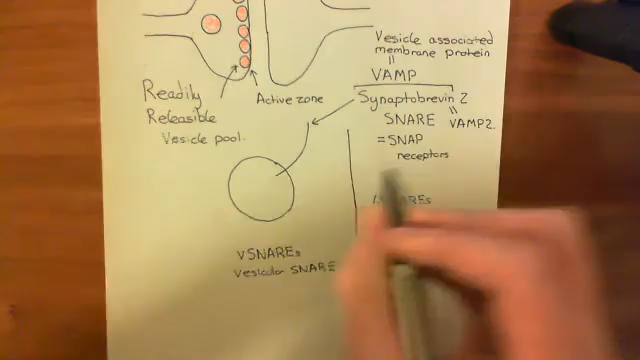 Vesicle associated
membrane protein
=
VAMP
Readily
Releasible
Vesicle pool.
Active zone
Synaptobrevin 2
=
SNARE
VAMP2.
= SNAP
receptors
VSNAREs
Vesicular SNARE